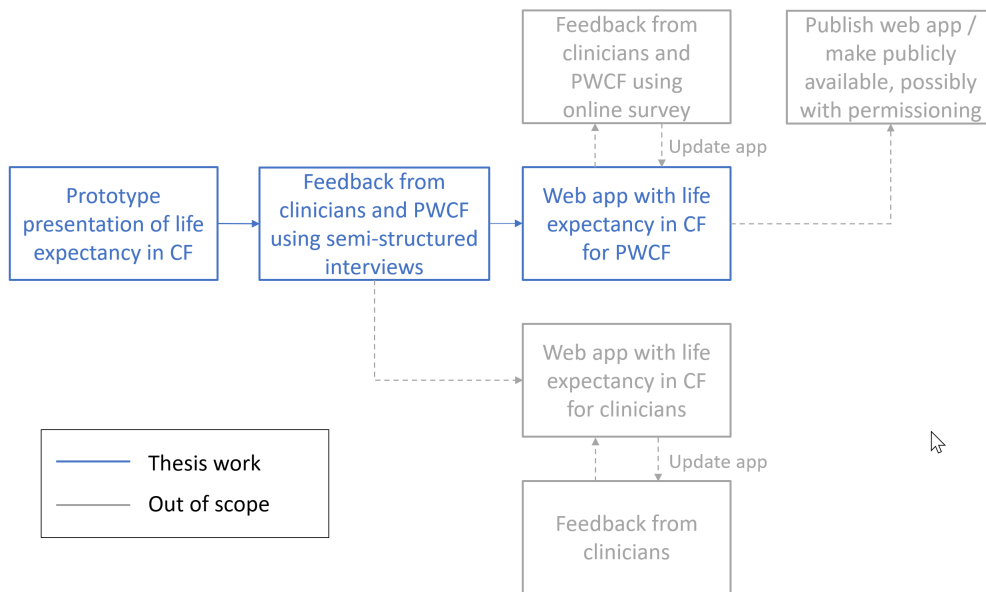 Feedback from
clinicians and
PWCF using
online survey
Publish web app /
make publicly
available, possibly
with permissioning
Update app
Prototype
presentation of life
expectancy in CF
Feedback from
clinicians and PWCF
using semi-structured
interviews
Web app with life
expectancy in CF
for PWCF
Web app with life
expectancy in CF
for clinicians
Update app
Feedback from
clinicians
Thesis work
Out of scope